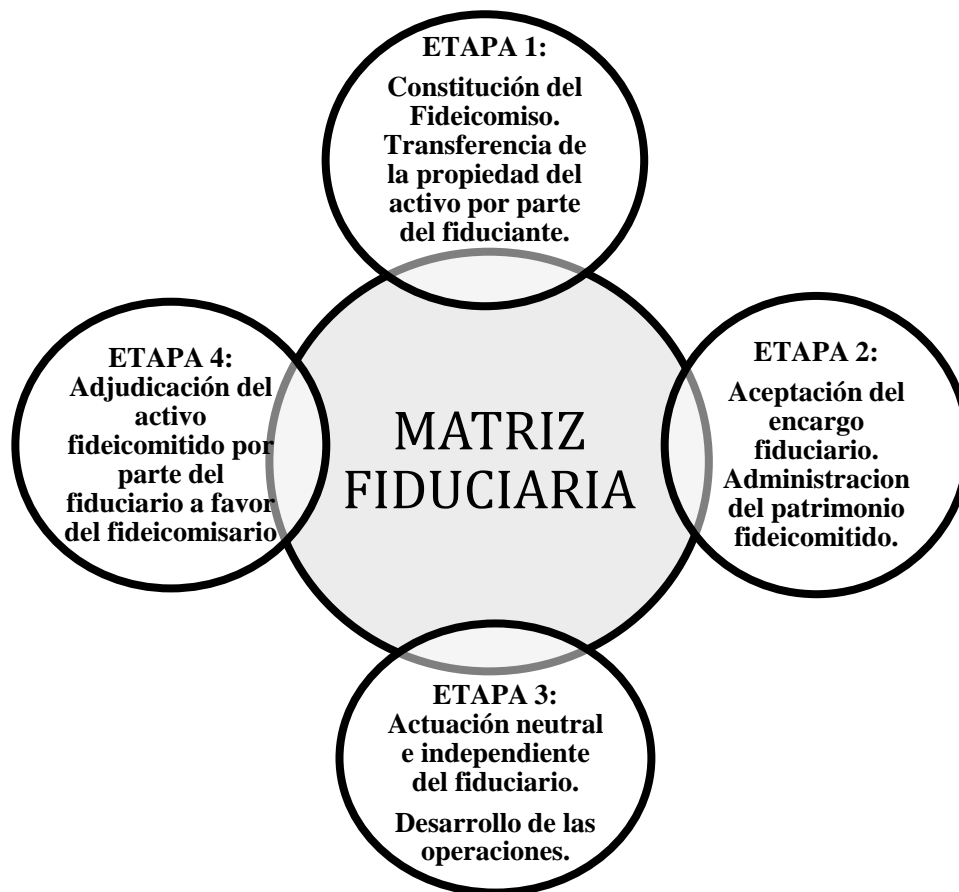 ETAPA 1:
Constitución del
Fideicomiso.
Transferencia de
la propiedad del
activo por parte
del fiduciante.
ETAPA 2:
Aceptación del
encargo
fiduciario.
Administracion
del patrimonio
fideicomitido.
ETAPA 3:
Actuación neutral
e independiente
del fiduciario.
Desarrollo de las
operaciones.
ETAPA 4:
Adjudicación del
activo
fideicomitido por
parte del
fiduciario a favor
del fideicomisario
MATRIZ
FIDUCIARIA